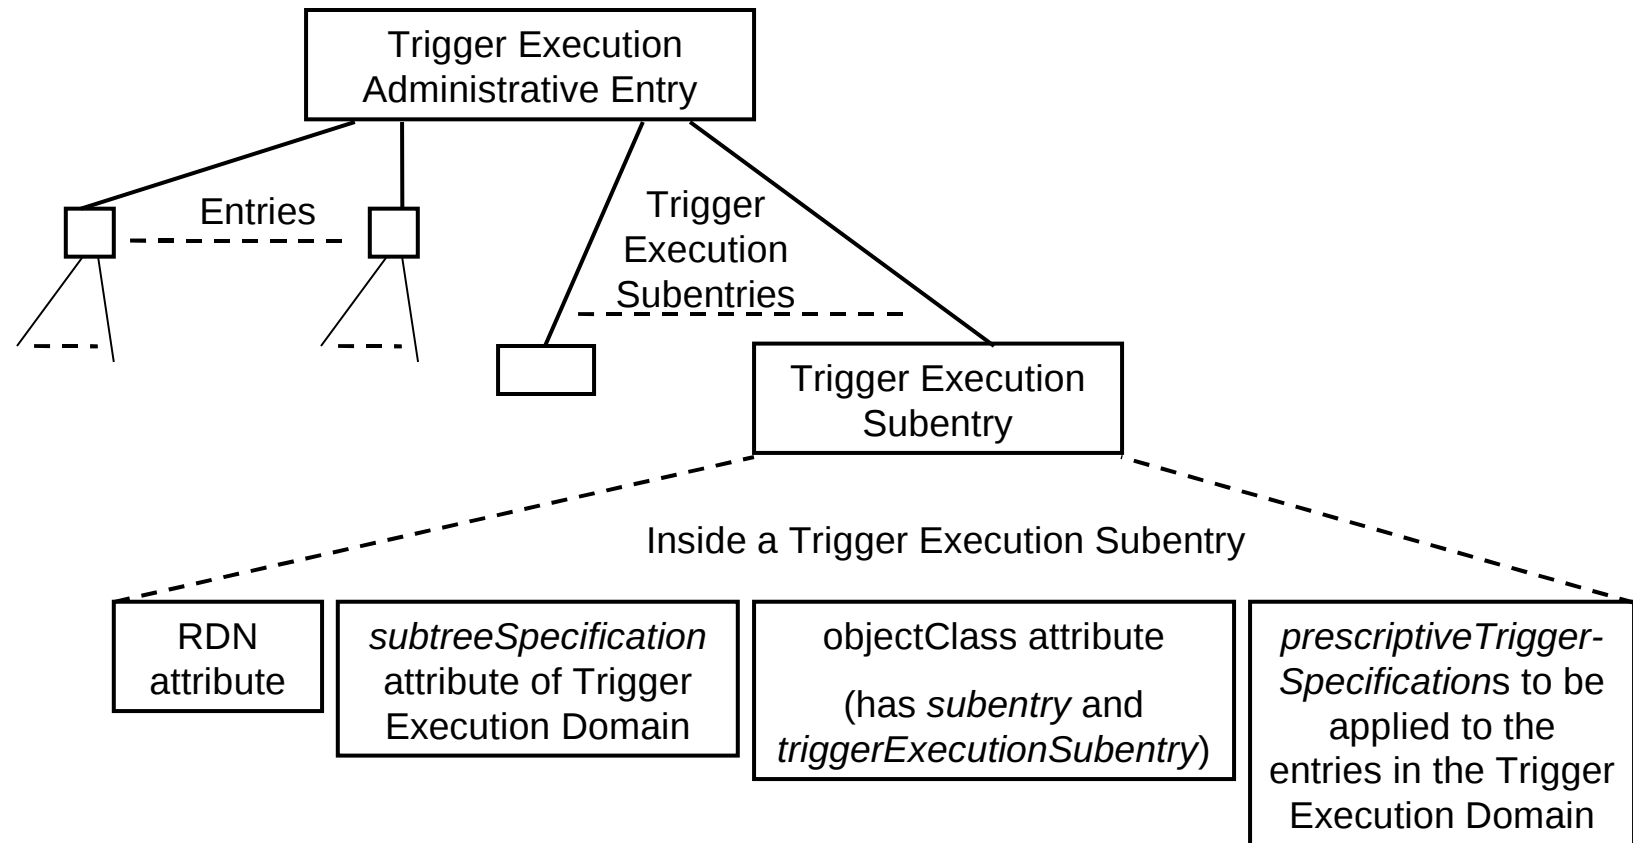 Trigger Execution
Administrative Entry
Entries
Trigger
Execution
Subentries
Trigger Execution
Subentry
Inside a Trigger Execution Subentry
RDN
attribute
subtreeSpecification
attribute of Trigger
Execution Domain
objectClass attribute
(has subentry and
triggerExecutionSubentry)
prescriptiveTrigger-
Specifications to be
applied to the
entries in the Trigger
Execution Domain